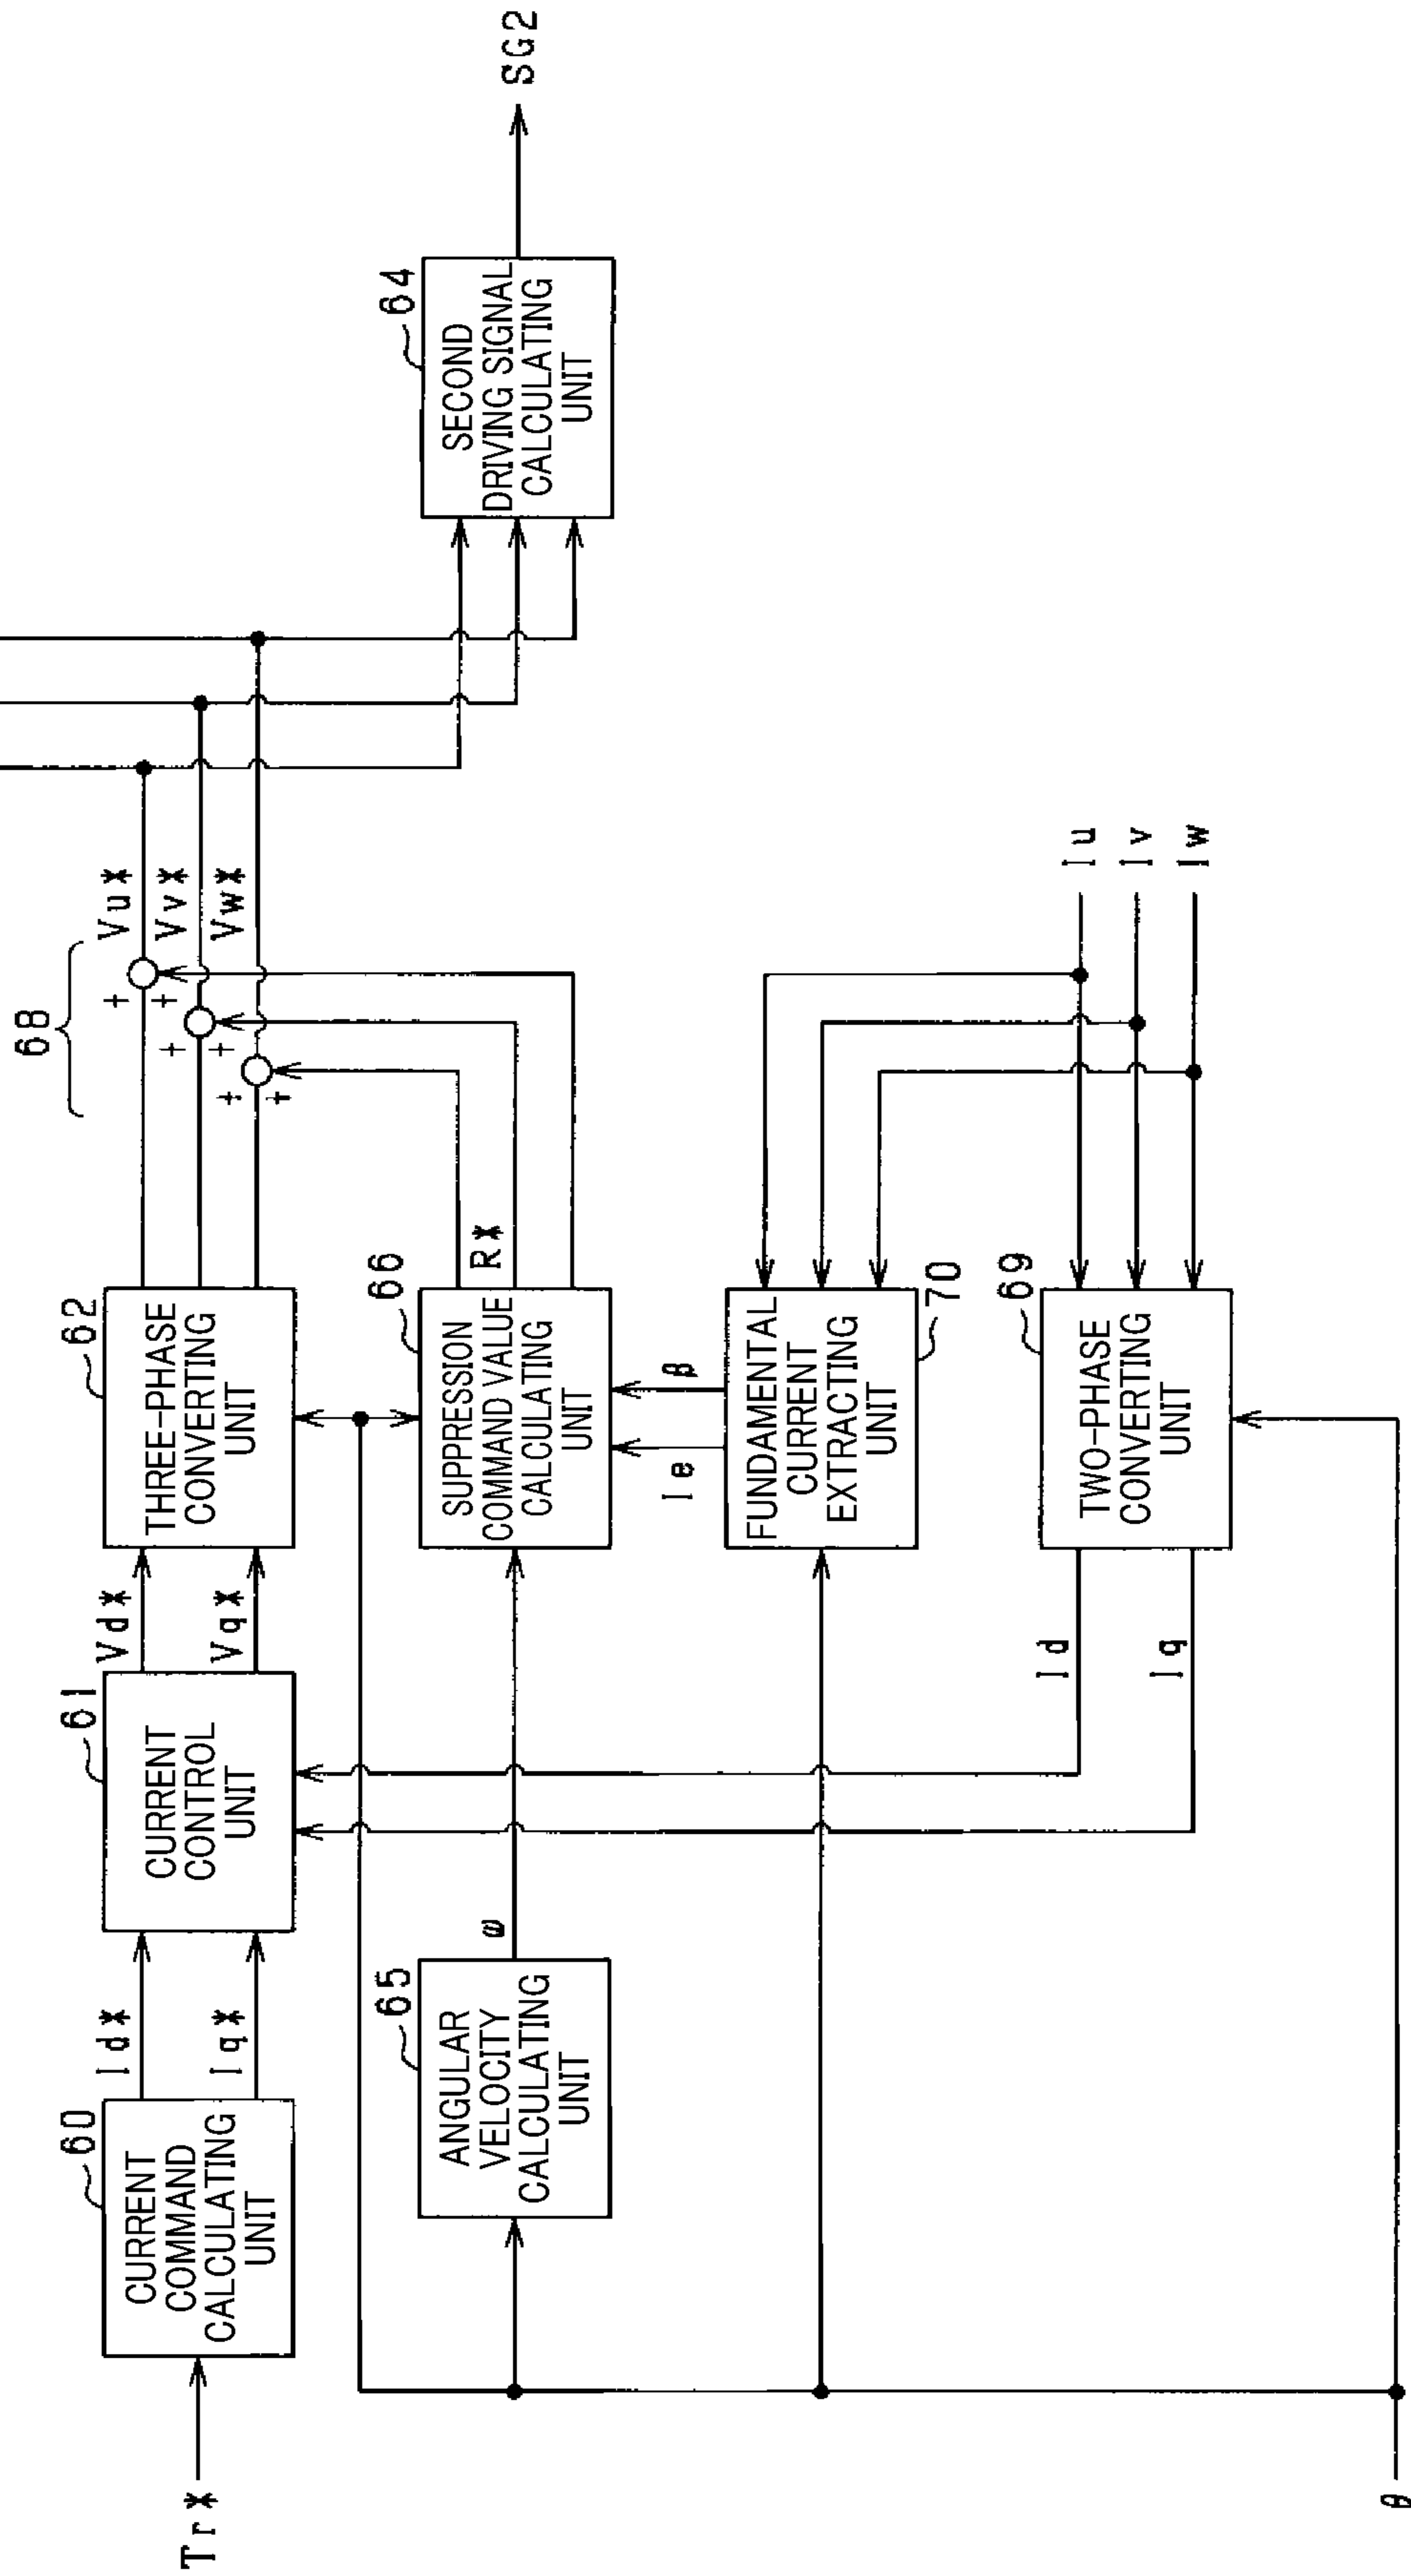 Tr*
60
CURRENT
COMMAND
CALCULATING
UNIT
Id*
Iq*
61
CURRENT
CONTROL
UNIT
Vd*
Vq*
62
THREE-PHASE
CONVERTING
UNIT
68
+
+
+
+
+
+
Vu*
Vv*
Vw*
65
ANGULAR
VELOCITY
CALCULATING
UNIT
ω
66
SUPPRESSION
COMMAND VALUE
CALCULATING
UNIT
R*
64
SECOND
DRIVING SIGNAL
CALCULATING
UNIT
SG2
Ie
β
FUNDAMENTAL
CURRENT
EXTRACTING
UNIT
70
Id
Iq
69
TWO-PHASE
CONVERTING
UNIT
Iu
Iv
Iw
θ